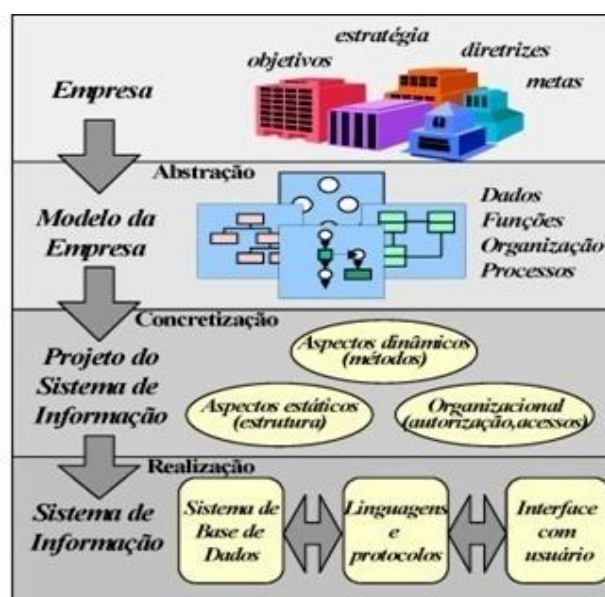 estratégia
objetivos
diretrizes
metas
Empresa
Abstração
Modelo da
Empresa
Dados
Funções
Organização
Processos
Concretização
Projeto do
Sistema de
Informação
Aspectos dinâmicos
(métodos)
Aspectos estáticos
(estrutura)
Organizacional
(autorização,acessos)
Realização
Sistema de
Informação
Sistema de
Base de
Dados
Linguagens
e
protocolos
Interface
com
usuário